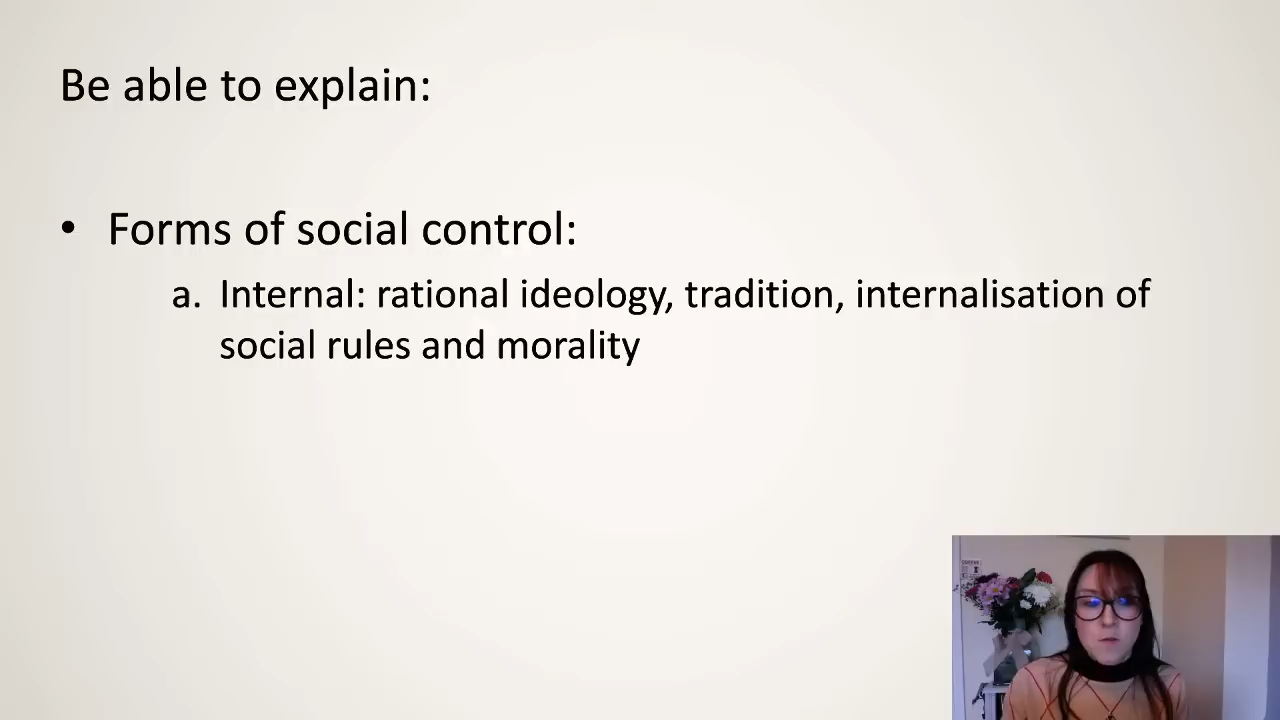 Be able to explain:
• Forms of social control:
a. Internal: rational ideology, tradition, internalisation of
social rules and morality